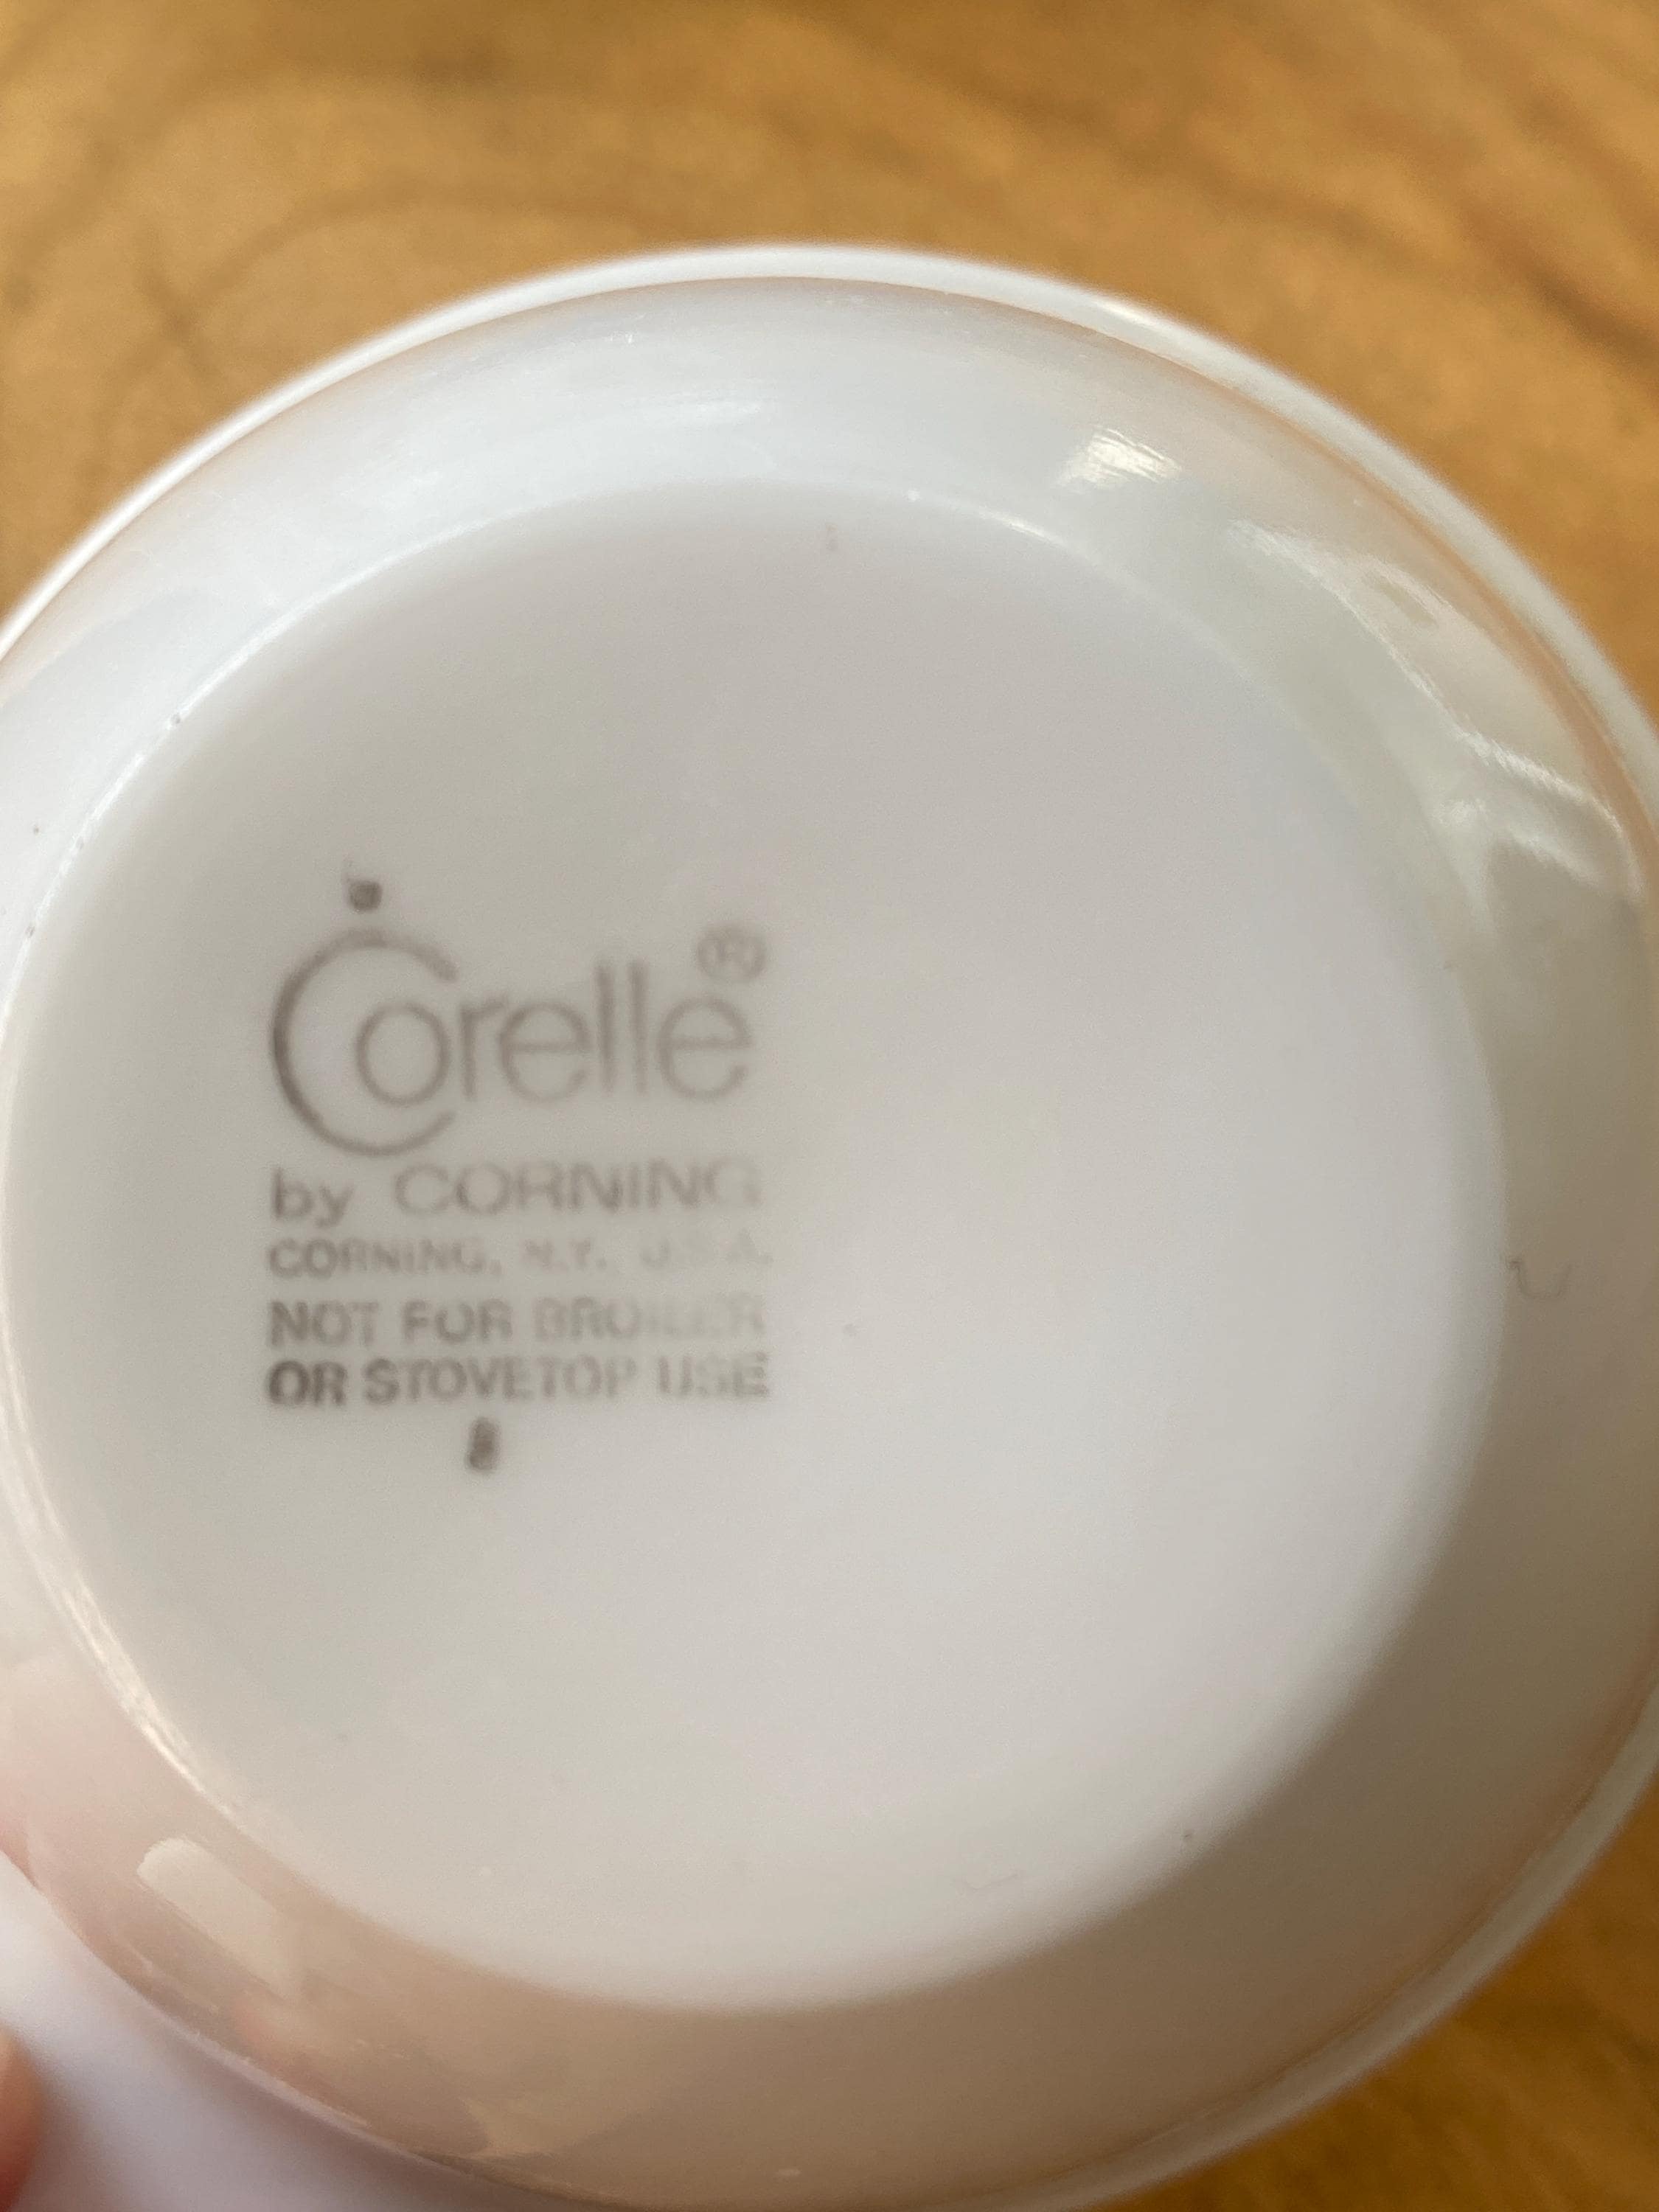 Corelle®
by CORNING
CORNING, N.Y. U.S.A.
NOT FOR BROILER
OR STOVETOP USE